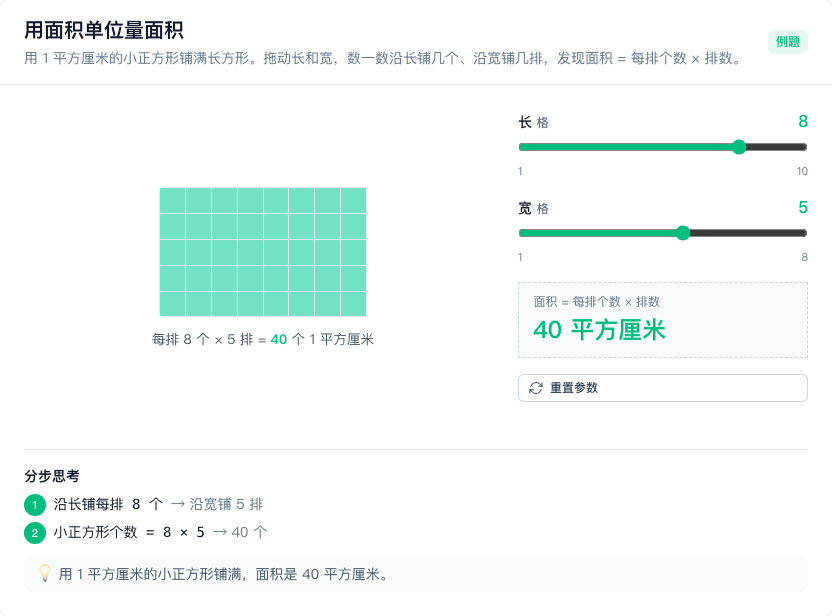 用面积单位量面积
用 1 平方厘米的小正方形铺满长方形。拖动长和宽，数一数沿长铺几个、沿宽铺几排，发现面积 = 每排个数 × 排数。
例题
每排 8 个 × 5 排 = 40 个 1 平方厘米
长 格 8
1 10
宽 格 5
1 8
面积 = 每排个数 × 排数
40 平方厘米
重置参数
分步思考
1 沿长铺每排 8 个 → 沿宽铺 5 排
2 小正方形个数 = 8 × 5 → 40 个
💡 用 1 平方厘米的小正方形铺满，面积是 40 平方厘米。